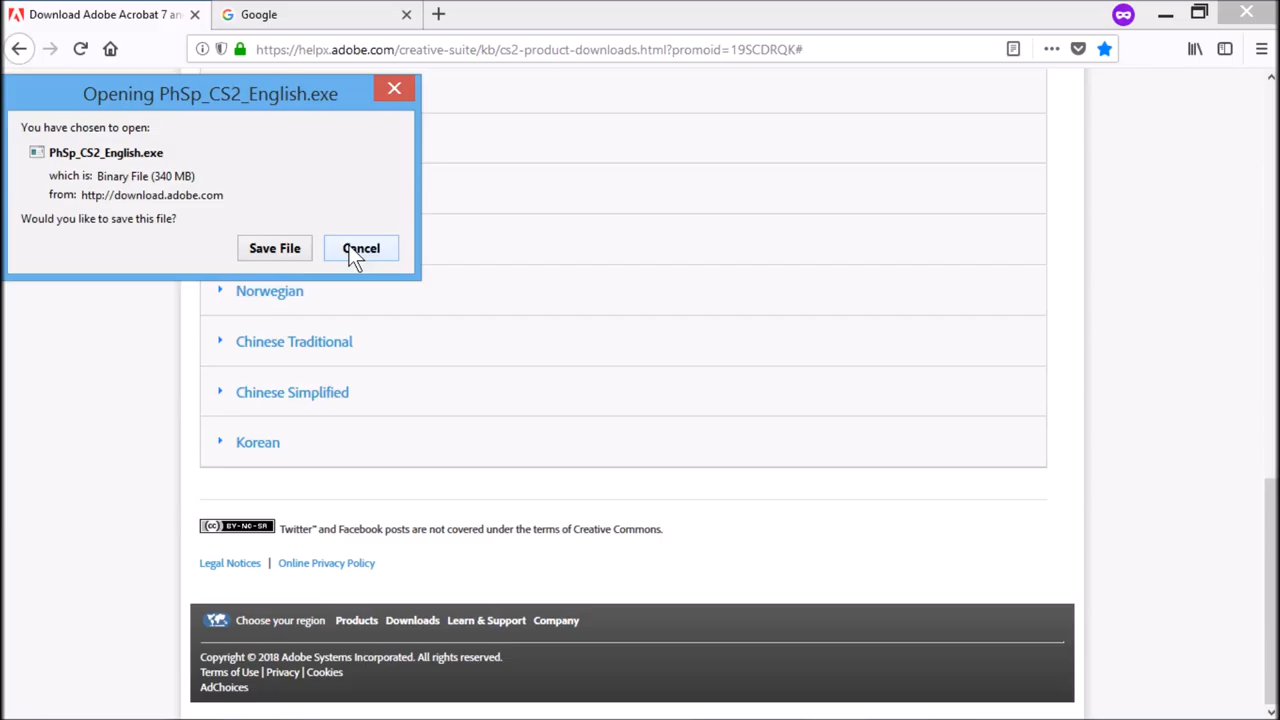 Download Adobe Acrobat 7 an
Google
https://helpx.adobe.com/creative-suite/kb/cs2-product-downloads.html?promoid=19SCDRQK#
Opening PhSp_CS2_English.exe
You have chosen to open:
PhSp_CS2_English.exe
which is: Binary File (340 MB)
from: http://download.adobe.com
Would you like to save this file?
Save File
Cancel
Norwegian
Chinese Traditional
Chinese Simplified
Korean
(cc) BY-NC-SA Twitter™ and Facebook posts are not covered under the terms of Creative Commons.
Legal Notices | Online Privacy Policy
Choose your region Products Downloads Learn & Support Company
Copyright © 2018 Adobe Systems Incorporated. All rights reserved.
Terms of Use | Privacy | Cookies
AdChoices